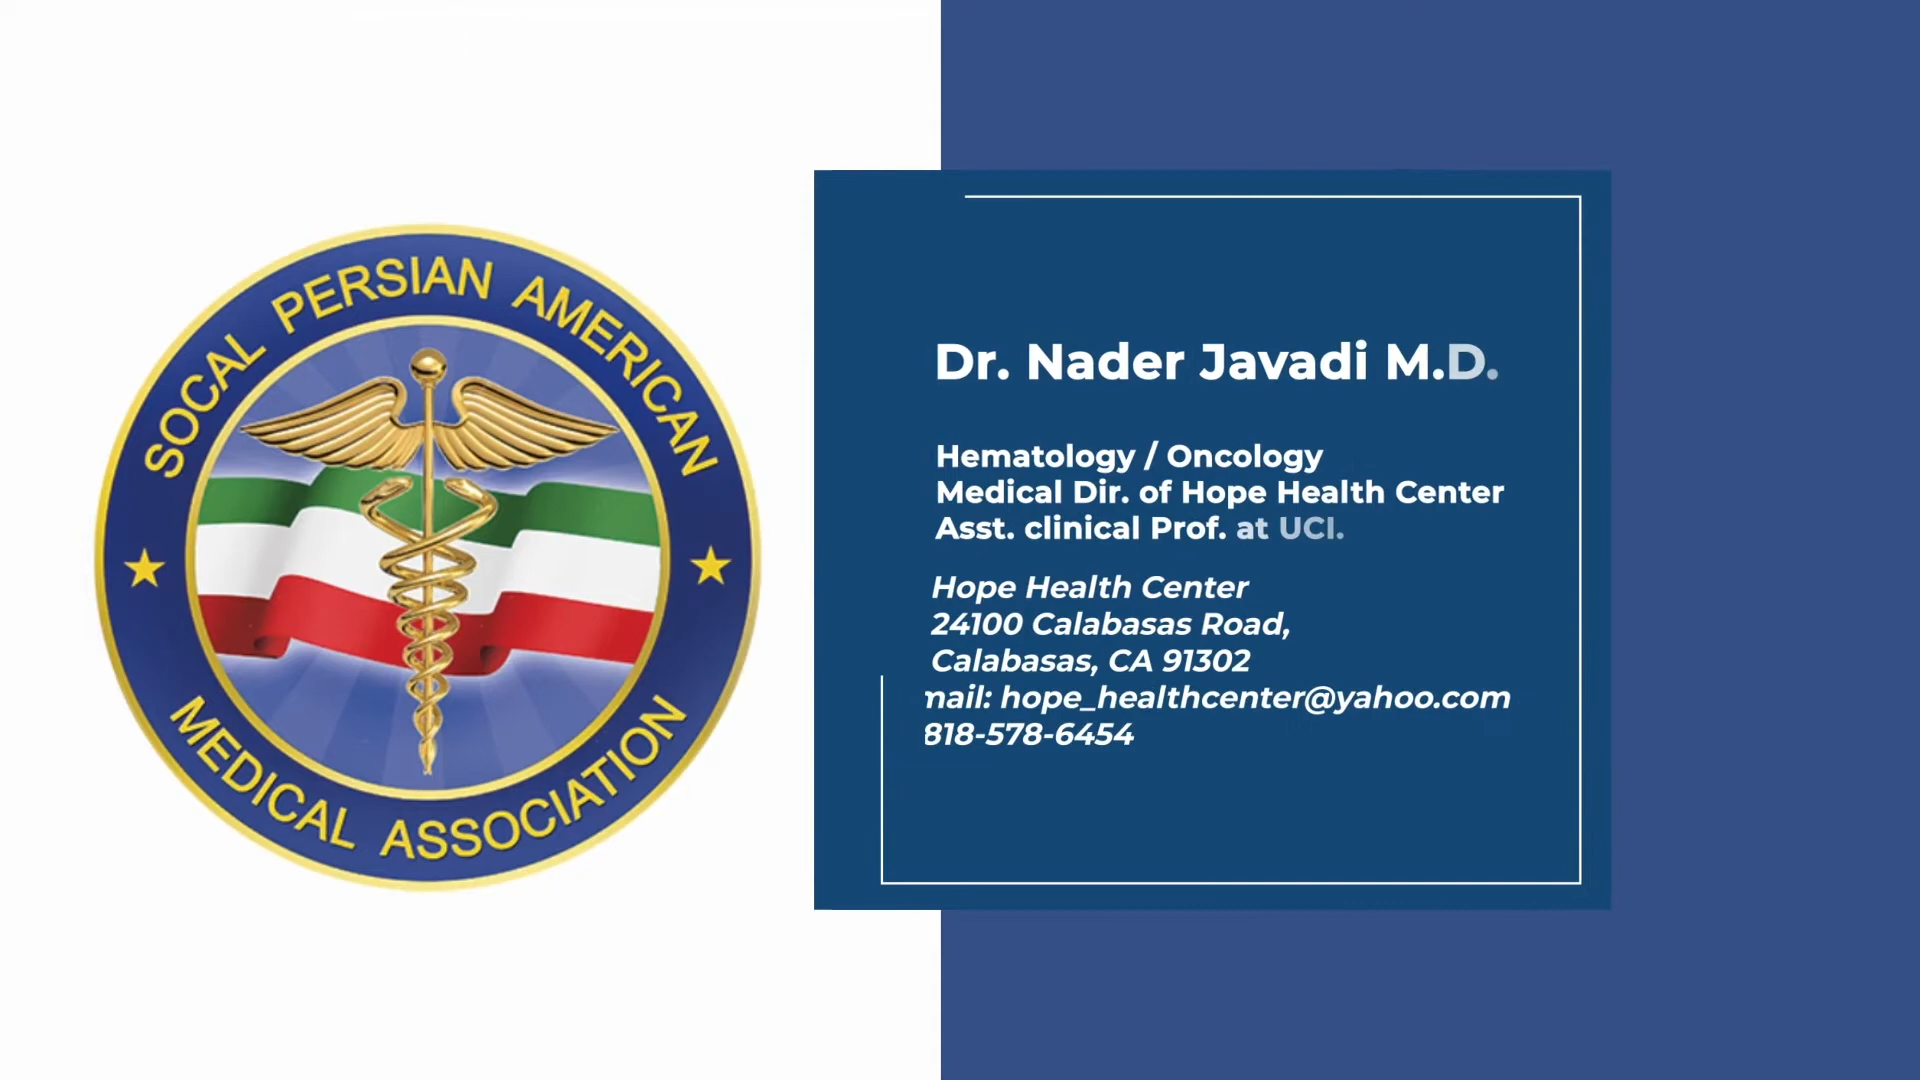 SOCAL PERSIAN AMERICAN
MEDICAL ASSOCIATION
Dr. Nader Javadi M.D.
Hematology / Oncology
Medical Dir. of Hope Health Center
Asst. clinical Prof. at UCI.
Hope Health Center
24100 Calabasas Road,
Calabasas, CA 91302
mail: hope_healthcenter@yahoo.com
818-578-6454